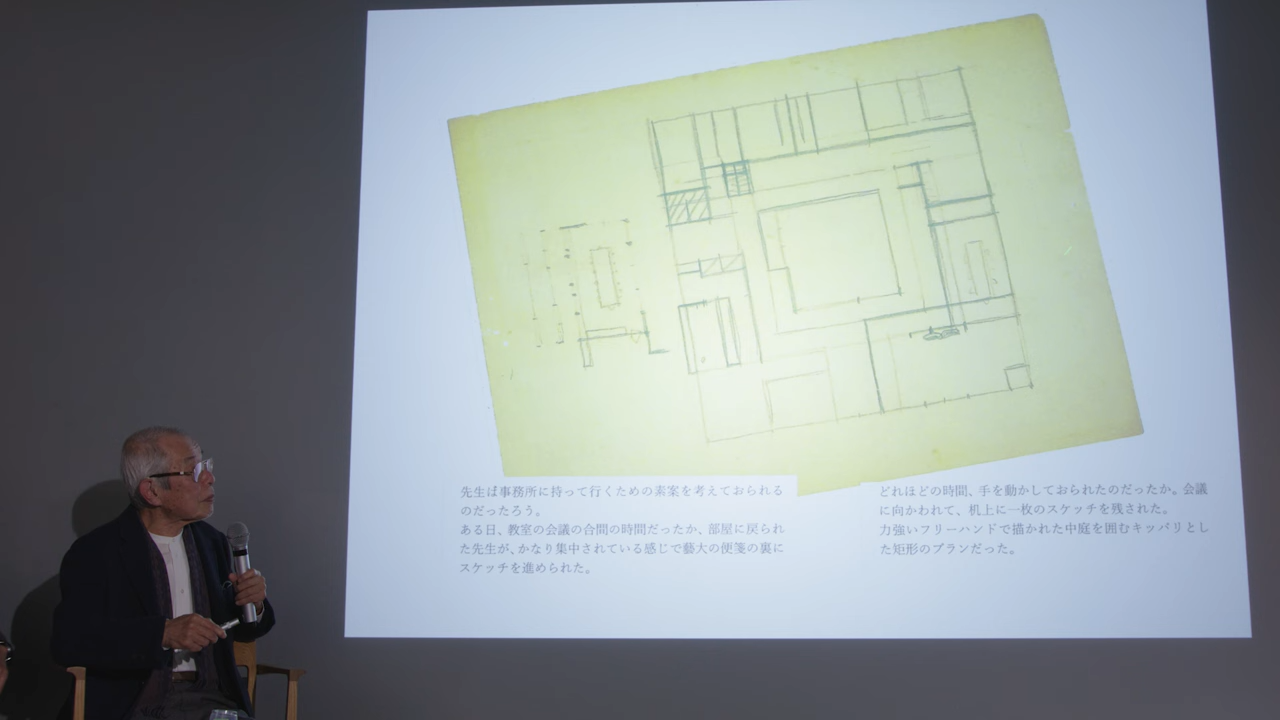 先生は事務所に持って行くための素案を考えておられる
のだったろう。
ある日、教室の会議の合間の時間だったか、部屋に戻られ
た先生が、かなり集中されている感じで藝大の便箋の裏に
スケッチを進められた。
どれほどの時間、手を動かしておられたのだったか。会議
に向かわれて、机上に一枚のスケッチを残された。
力強いフリーハンドで描かれた中庭を囲むキッパリとし
た矩形のプランだった。